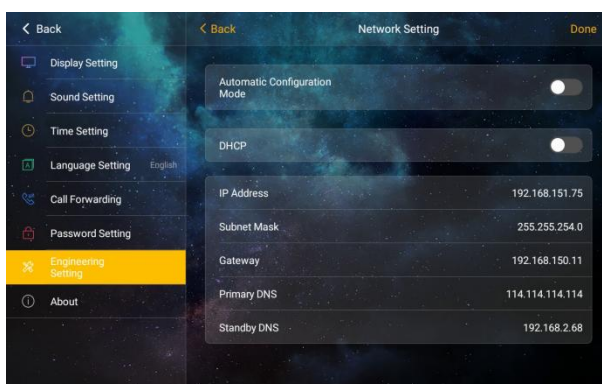 Back
Display Setting
Sound Setting
Time Setting
Language Setting English
Call Forwarding
Password Setting
Engineering
Setting
About
Back Network Setting Done
Automatic Configuration
Mode
DHCP
IP Address 192.168.151.75
Subnet Mask 255.255.254.0
Gateway 192.168.150.11
Primary DNS 114.114.114.114
Standby DNS 192.168.2.68